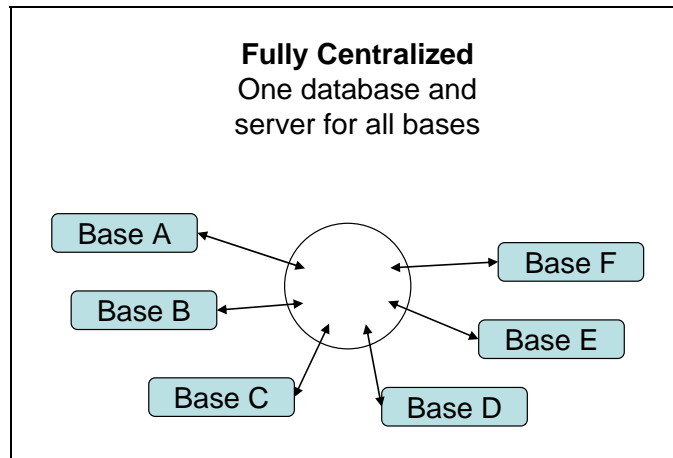 Fully Centralized
One database and
server for all bases
Base A
Base F
Base B
Base E
Base C
Base D